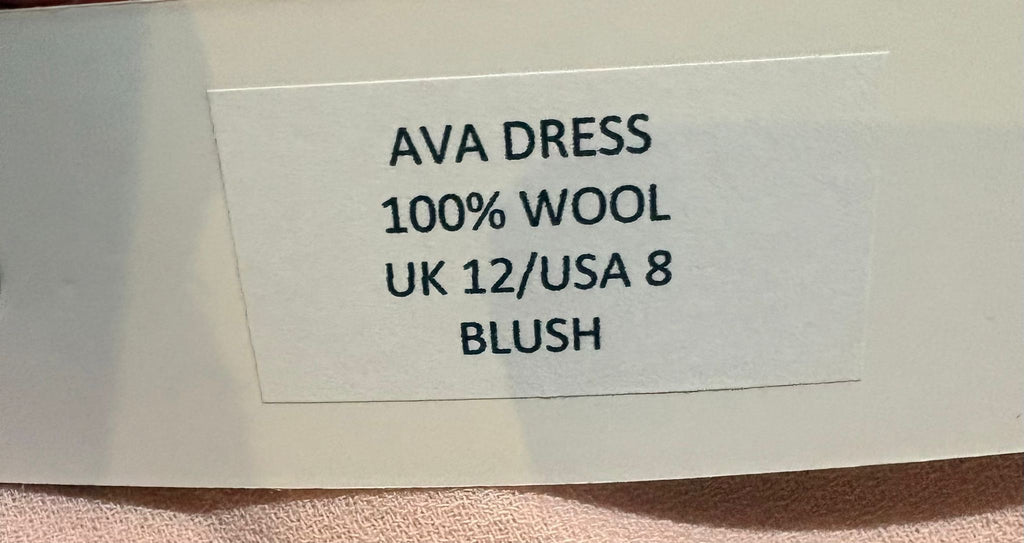 AVA DRESS
100% WOOL
UK 12/USA 8
BLUSH